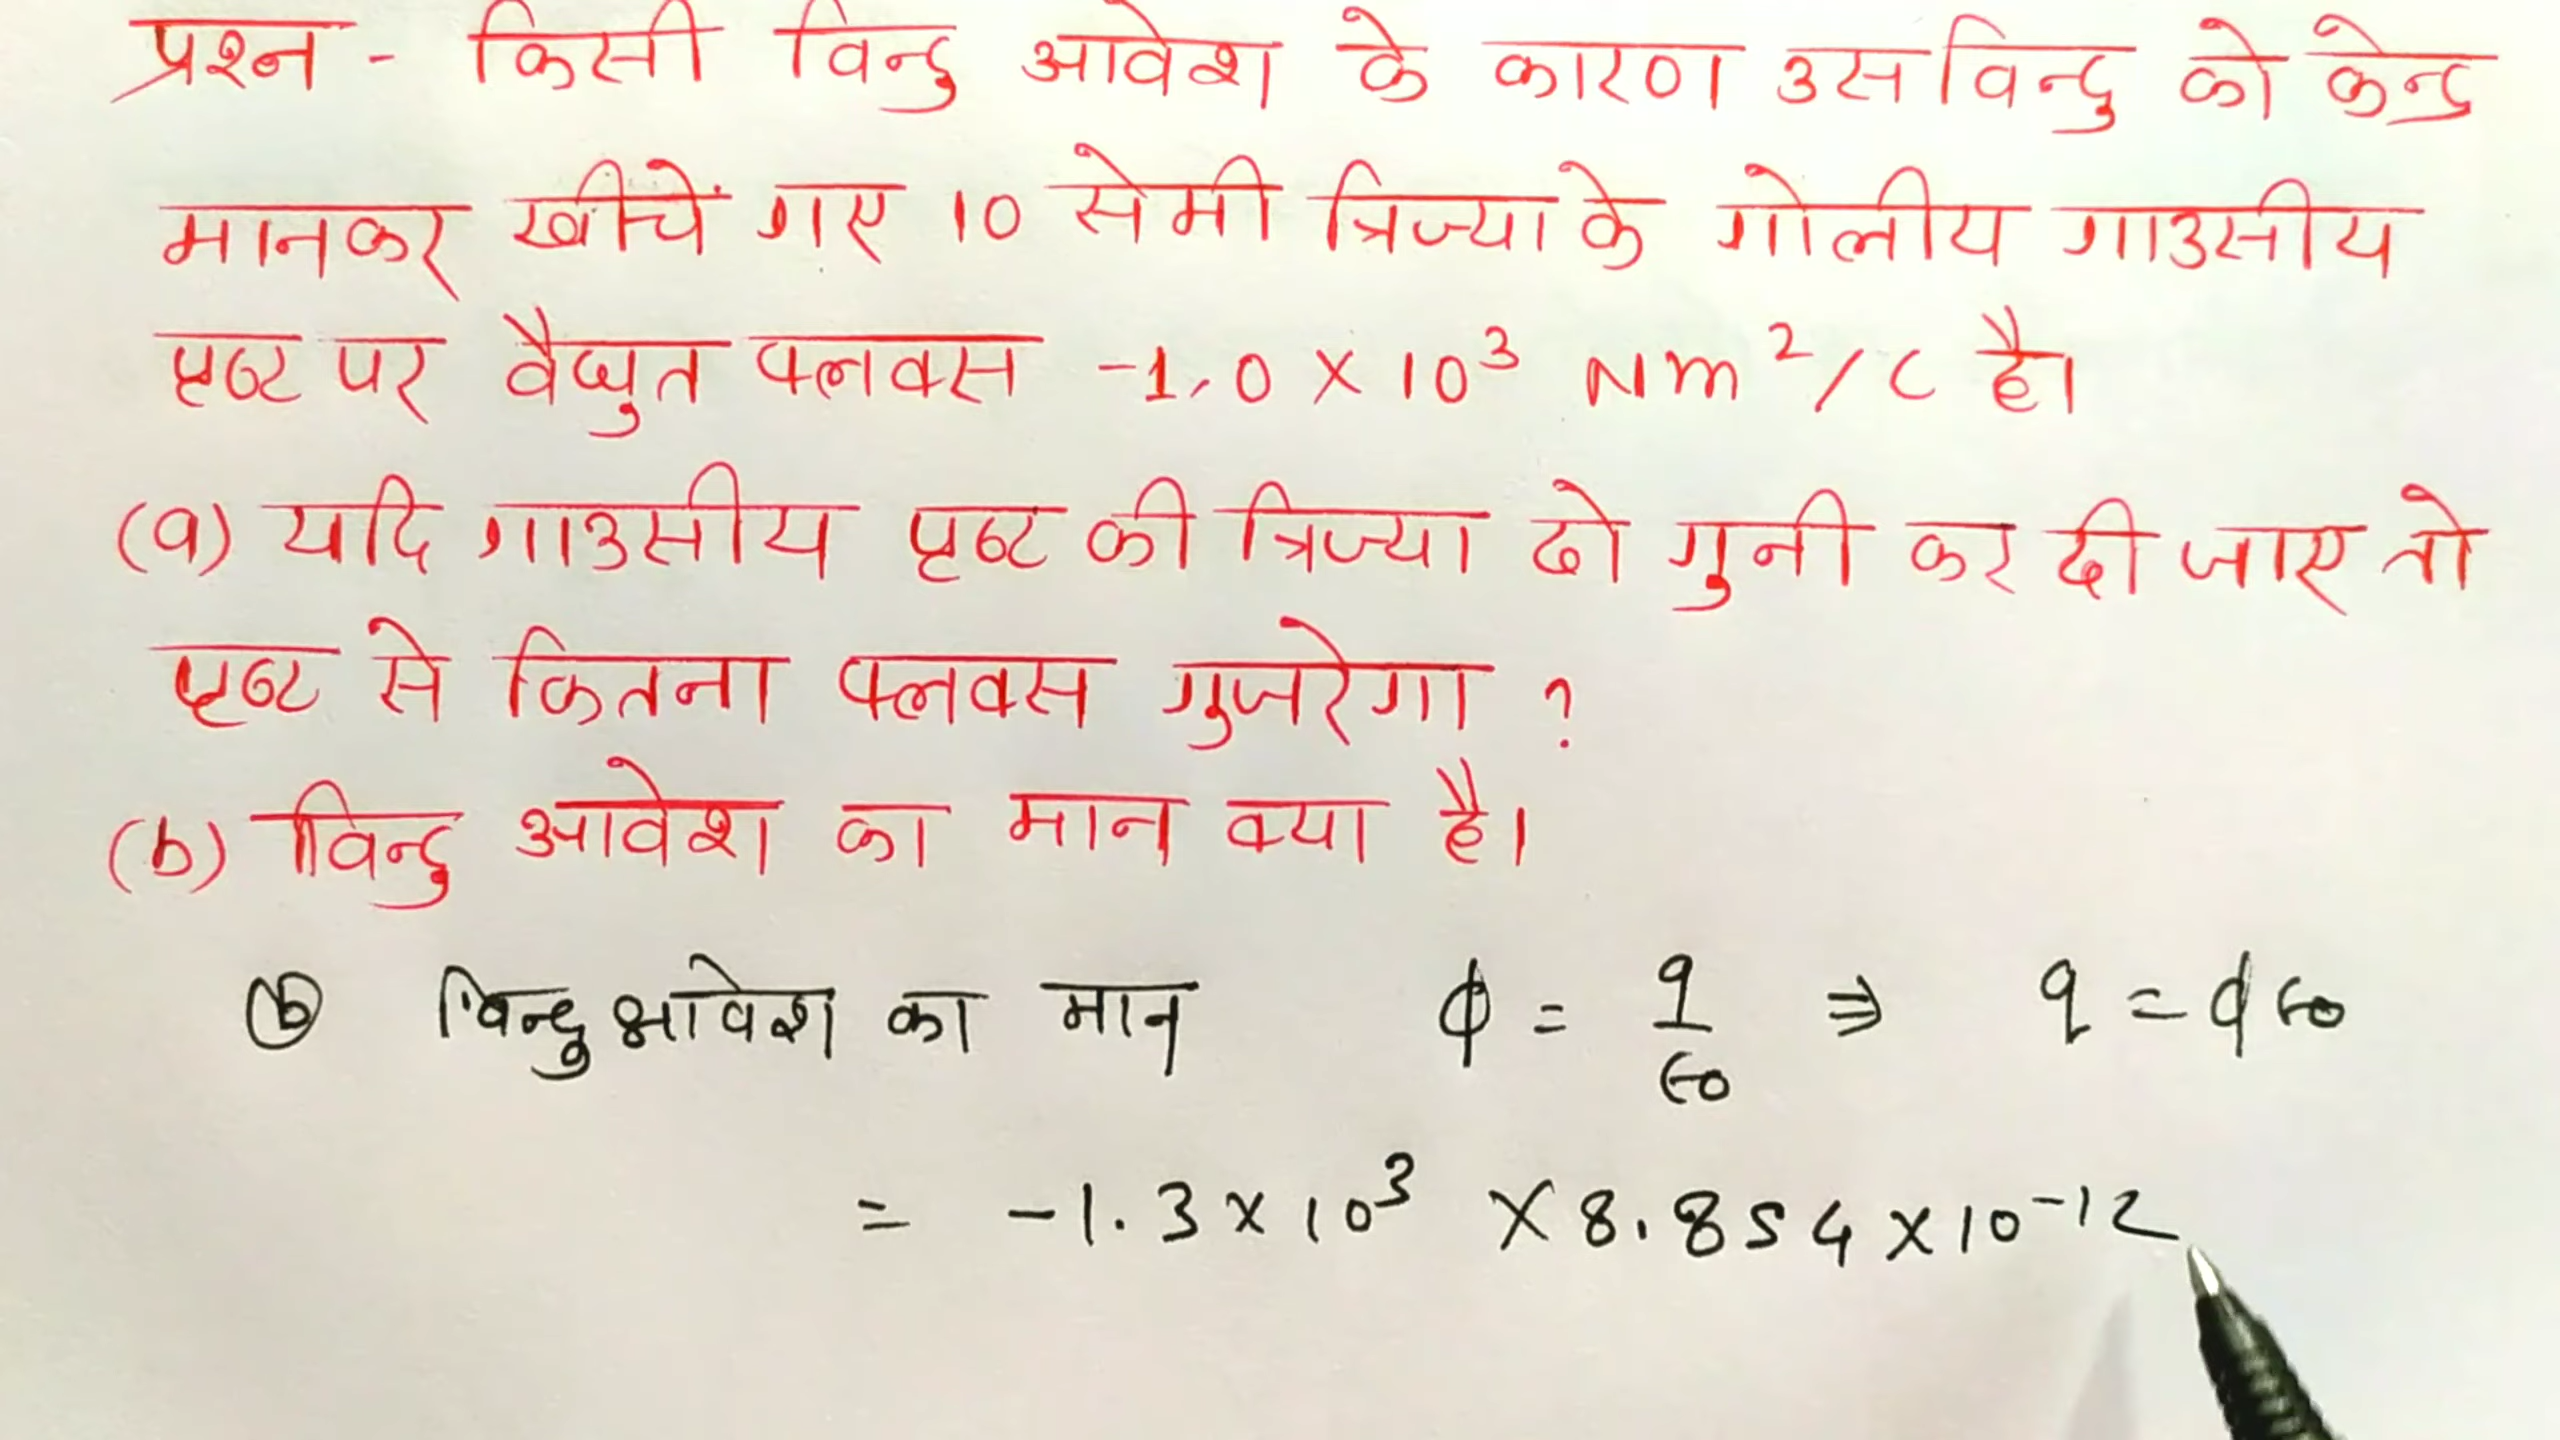 प्रश्न - किसी विन्दु आवेश के कारण उस विन्दु को केन्द्र
मानकर खींचें गए 10 सेमी त्रिज्या के गोलीय गाउसीय
पृष्ट पर वैधुत फ्लक्स -1.0 × 10³ Nm²/C है।
(a) यदि गाउसीय पृष्ट की त्रिज्या दो गुनी कर दी जाए तो
पृष्ट से कितना फ्लक्स गुजरेगा ?
(b) विन्दु आवेश का मान क्या है।
(b) विन्दु आवेश का मान φ = q/ϵ₀ ⇒ q = φϵ₀
= -1.3 × 10³ × 8.854 × 10⁻¹²